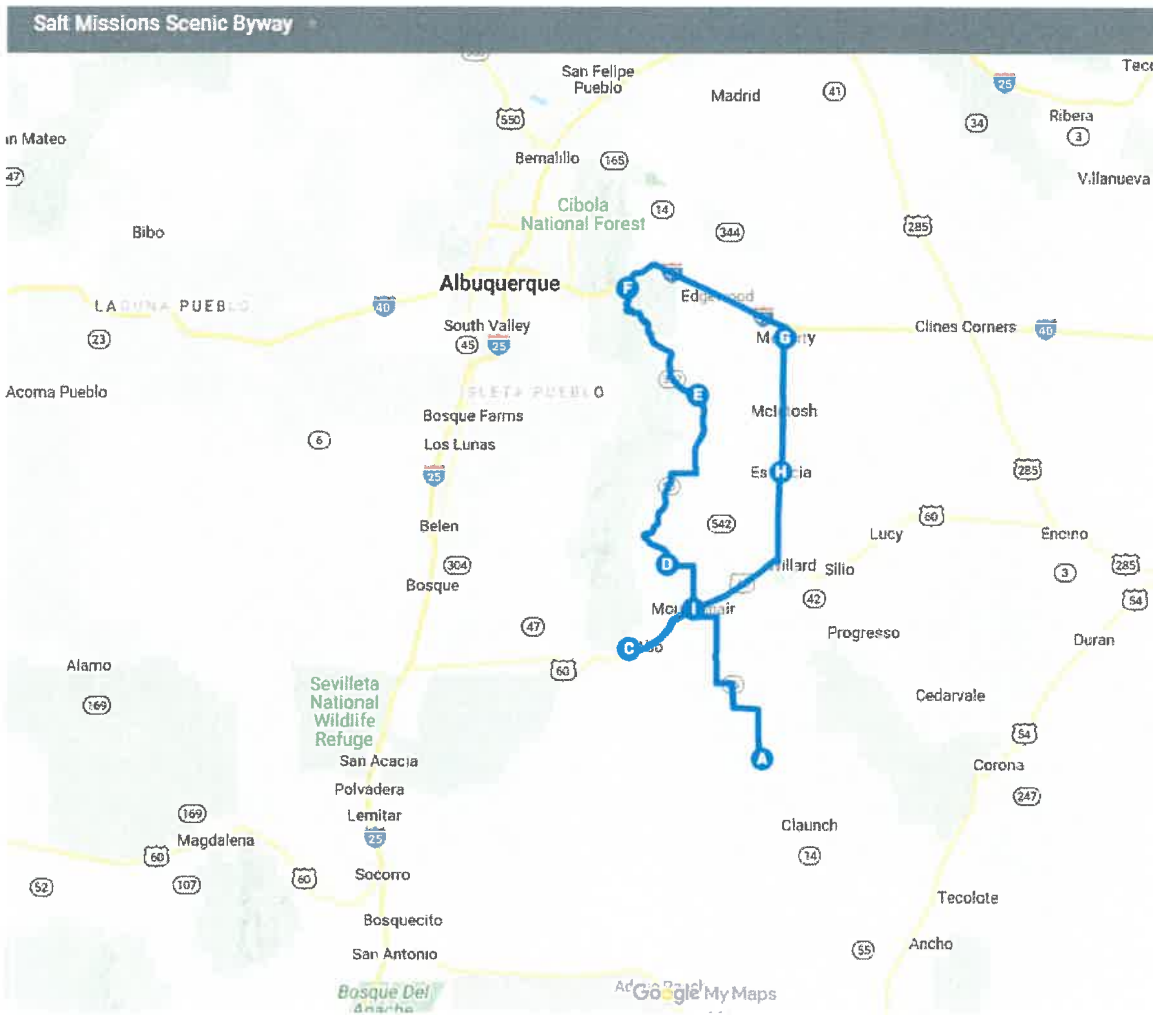 Salt Missions Scenic Byway
San Felipe
Pueblo
Madrid
41
25
34
Ribera
3
550
Bernalillo
165
47
Villanueva
Cibola
National Forest
14
344
285
Bibo
Albuquerque
F
Edgewood
LAGUNA PUEBLO
40
South Valley
45
25
23
G
Clines Corners
40
Acoma Pueblo
E
Bosque Farms
McIntosh
6
Los Lunas
25
H
285
Belen
542
60
Lucy
Encino
304
Bosque
D
Willard
Silio
3
285
42
54
47
I
Progresso
Duran
C
60
Alamo
169
Sevilleta
National
Wildlife
Refuge
Cedarvale
54
San Acacia
A
Corona
Polvadera
247
169
Lemitar
25
Claunch
Magdalena
60
14
52
107
60
Socorro
Tecolote
Bosquecito
55
Ancho
San Antonio
Bosque Del
Apache
Google My Maps